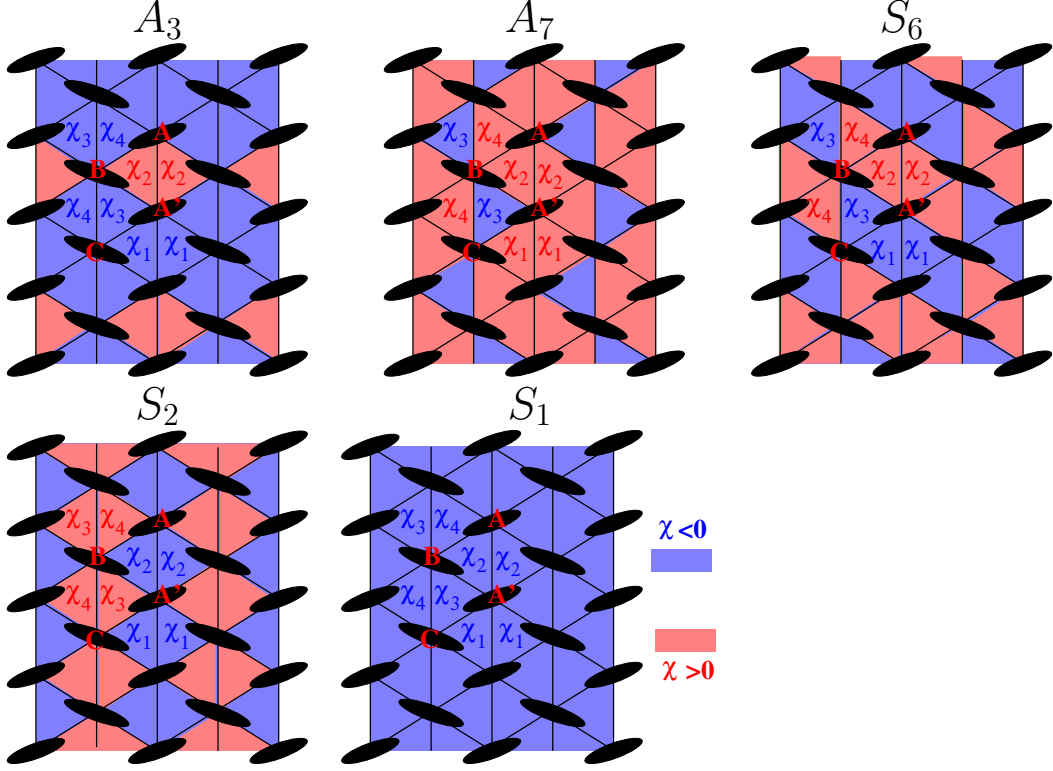 A₃ A₇ S₆
χ₃ χ₄ A χ₃ χ₄ A χ₃ χ₄ A
B χ₂ χ₂ B χ₂ χ₂ B χ₂ χ₂
χ₄ χ₃ A' χ₄ χ₃ A' χ₄ χ₃ A'
C χ₁ χ₁ C χ₁ χ₁ C χ₁ χ₁
S₂ S₁
χ₃ χ₄ A χ₃ χ₄ A χ <0
B χ₂ χ₂ B χ₂ χ₂
χ₄ χ₃ A' χ₄ χ₃ A'
C χ₁ χ₁ C χ₁ χ₁
χ >0